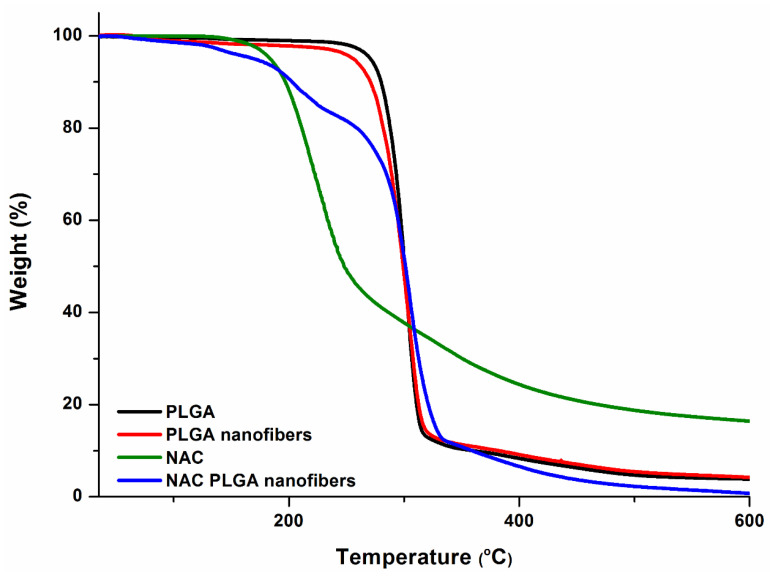 100
80
60
40
20
0
Weight (%)
PLGA
PLGA nanofibers
NAC
NAC PLGA nanofibers
200
400
600
Temperature (°C)